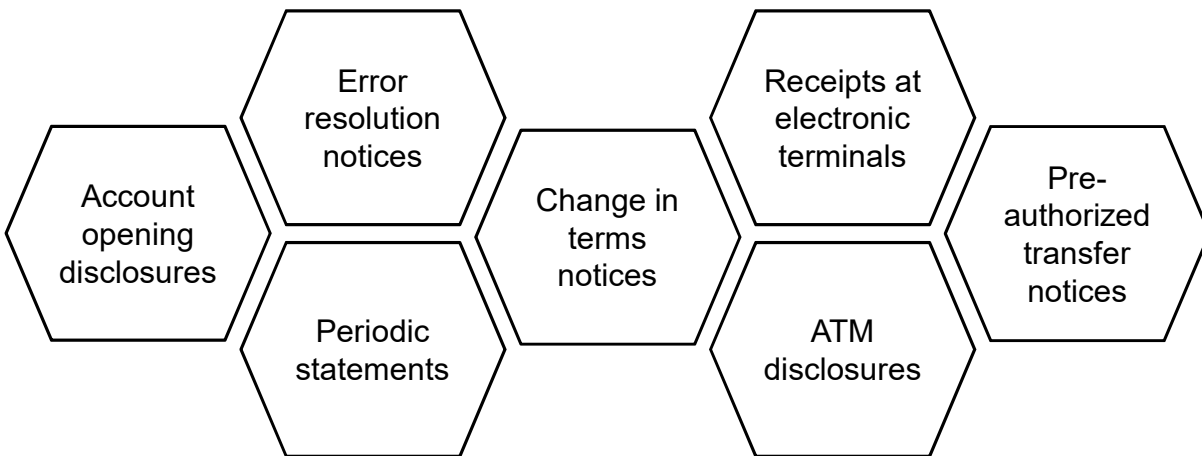 Account
opening
disclosures
Error
resolution
notices
Periodic
statements
Change in
terms
notices
Receipts at
electronic
terminals
ATM
disclosures
Pre-
authorized
transfer
notices